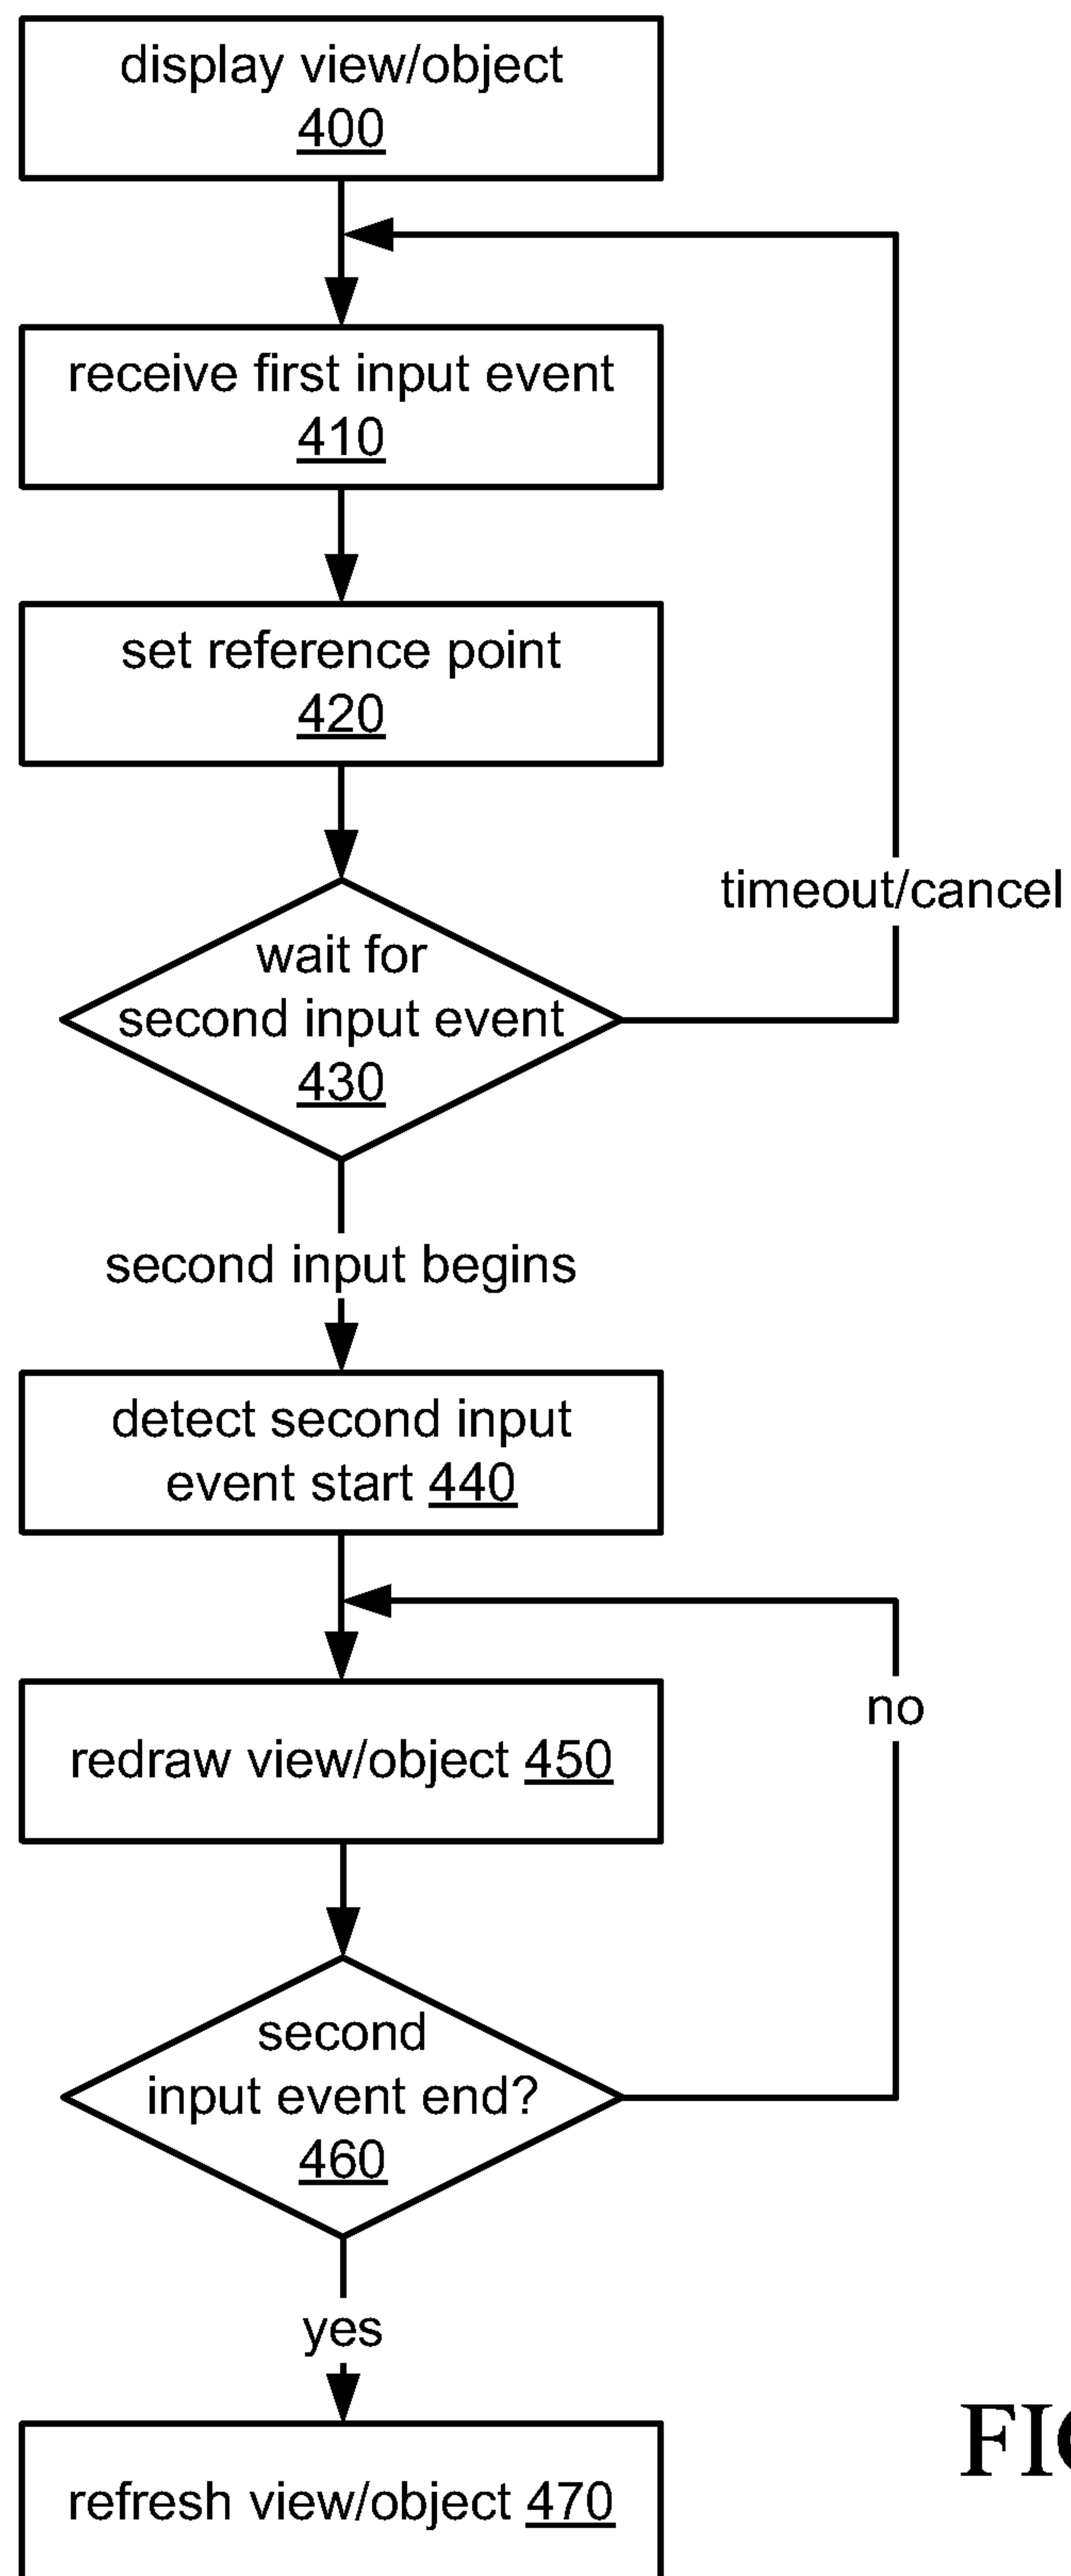 display view/object
400
receive first input event
410
set reference point
420
timeout/cancel
wait for
second input event
430
second input begins
detect second input
event start 440
no
redraw view/object 450
second
input event end?
460
yes
refresh view/object 470